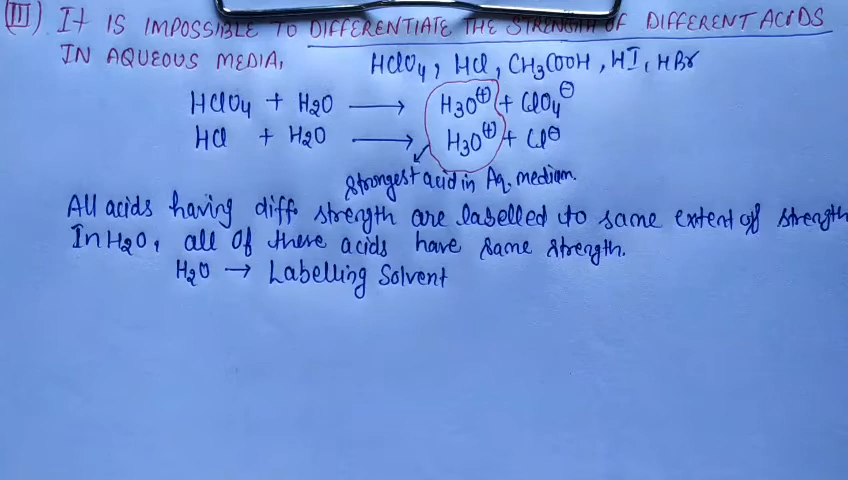 (III) It IS IMPOSSIBLE TO DIFFERENTIATE THE STRENGTH OF DIFFERENT ACIDS
IN AQUEOUS MEDIA. HClO4, HCl, CH3COOH, HI, HBr
HClO4 + H2O → H3O⊕ + ClO4⊖
HCl + H2O → H3O⊕ + Cl⊖
Strongest acid in Aq. medium.
All acids having diff strength are labelled to same extent of strength
In H2O, all of these acids have same strength.
H2O → Labelling Solvent